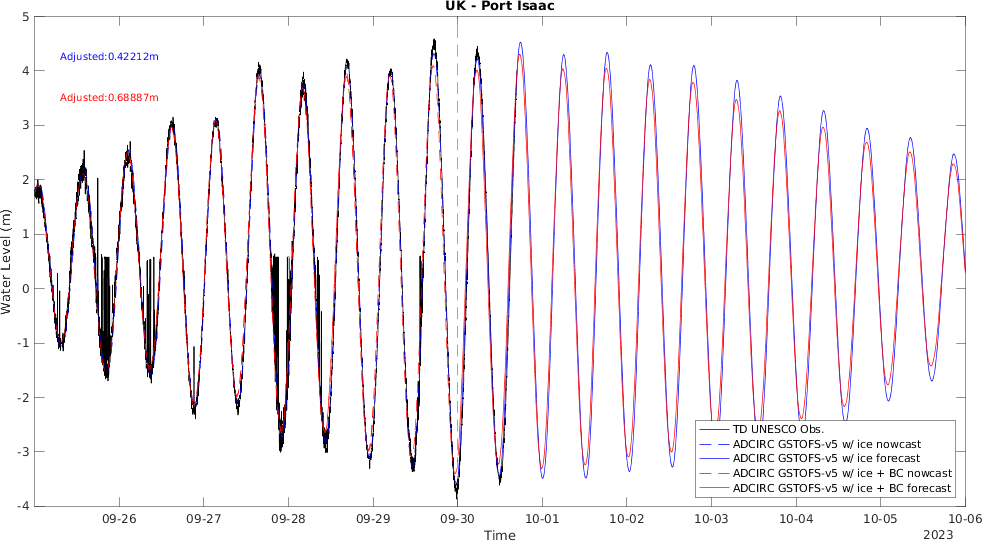 UK - Port Isaac
5
4
3
2
1
0
-1
-2
-3
-4
Water Level (m)
Adjusted:0.42212m
Adjusted:0.68887m
TD UNESCO Obs.
ADCIRC GSTOFS-v5 w/ ice nowcast
ADCIRC GSTOFS-v5 w/ ice forecast
ADCIRC GSTOFS-v5 w/ ice + BC nowcast
ADCIRC GSTOFS-v5 w/ ice + BC forecast
09-26 09-27 09-28 09-29 09-30 10-01 10-02 10-03 10-04 10-05 10-06
Time
2023